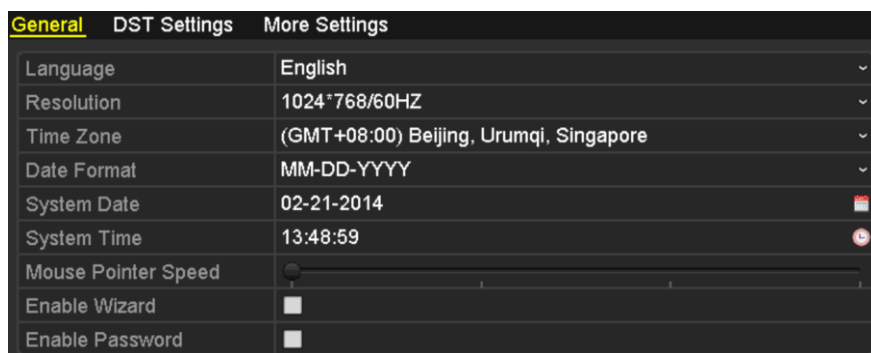 General DST Settings More Settings
Language English
Resolution 1024*768/60HZ
Time Zone (GMT+08:00) Beijing, Urumqi, Singapore
Date Format MM-DD-YYYY
System Date 02-21-2014
System Time 13:48:59
Mouse Pointer Speed
Enable Wizard
Enable Password